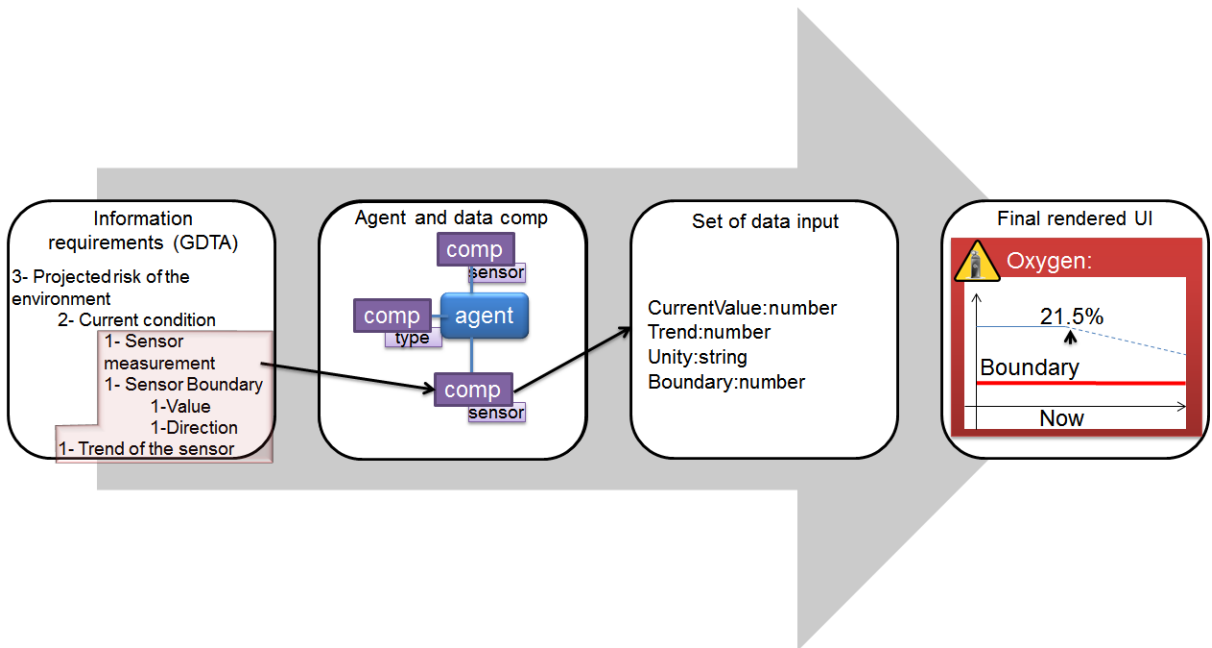 Information
requirements (GDTA)
3- Projected risk of the
environment
2- Current condition
1- Sensor
measurement
1- Sensor Boundary
1-Value
1-Direction
1- Trend of the sensor
Agent and data comp
comp
sensor
comp
type
agent
comp
sensor
Set of data input
CurrentValue:number
Trend:number
Unity:string
Boundary:number
Final rendered UI
Oxygen:
21.5%
Boundary
Now